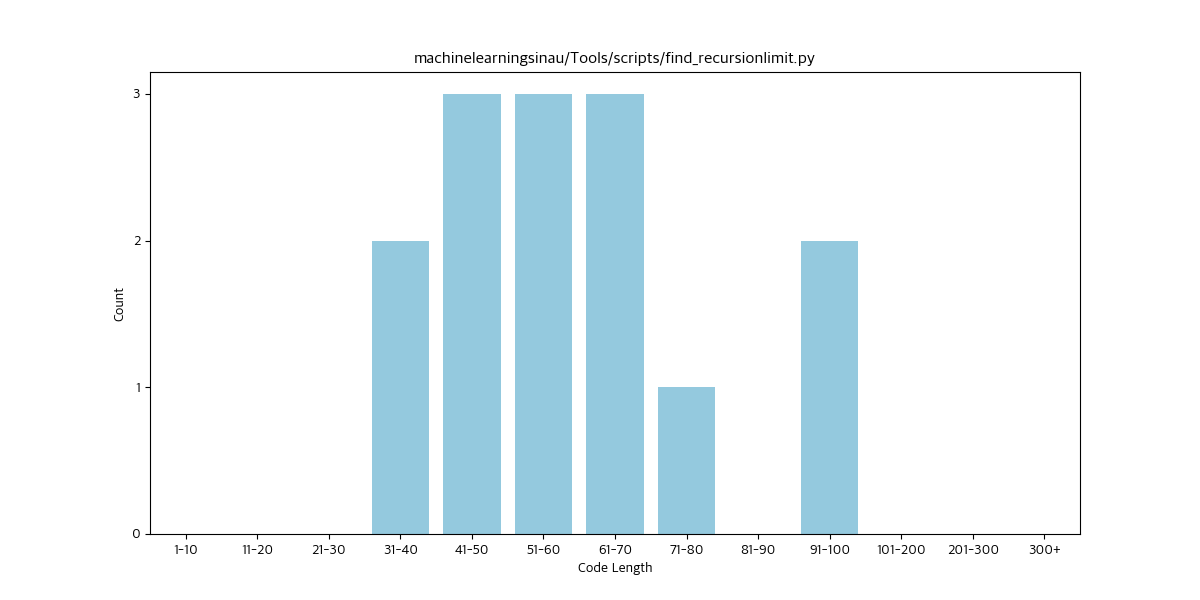 machinelearningsinau/Tools/scripts/find_recursionlimit.py
Count
3
2
1
0
1-10 11-20 21-30 31-40 41-50 51-60 61-70 71-80 81-90 91-100 101-200 201-300 300+
Code Length